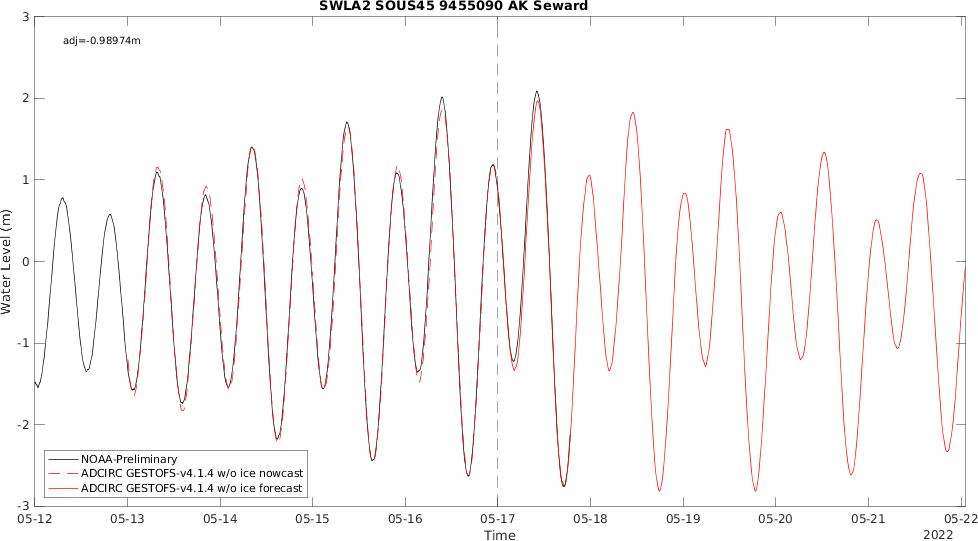 SWLA2 SOUS45 9455090 AK Seward
adj=-0.98974m
3
2
1
0
-1
-2
-3
Water Level (m)
NOAA-Preliminary
ADCIRC GESTOFS-v4.1.4 w/o ice nowcast
ADCIRC GESTOFS-v4.1.4 w/o ice forecast
05-12 05-13 05-14 05-15 05-16 05-17 05-18 05-19 05-20 05-21 05-22
Time
2022